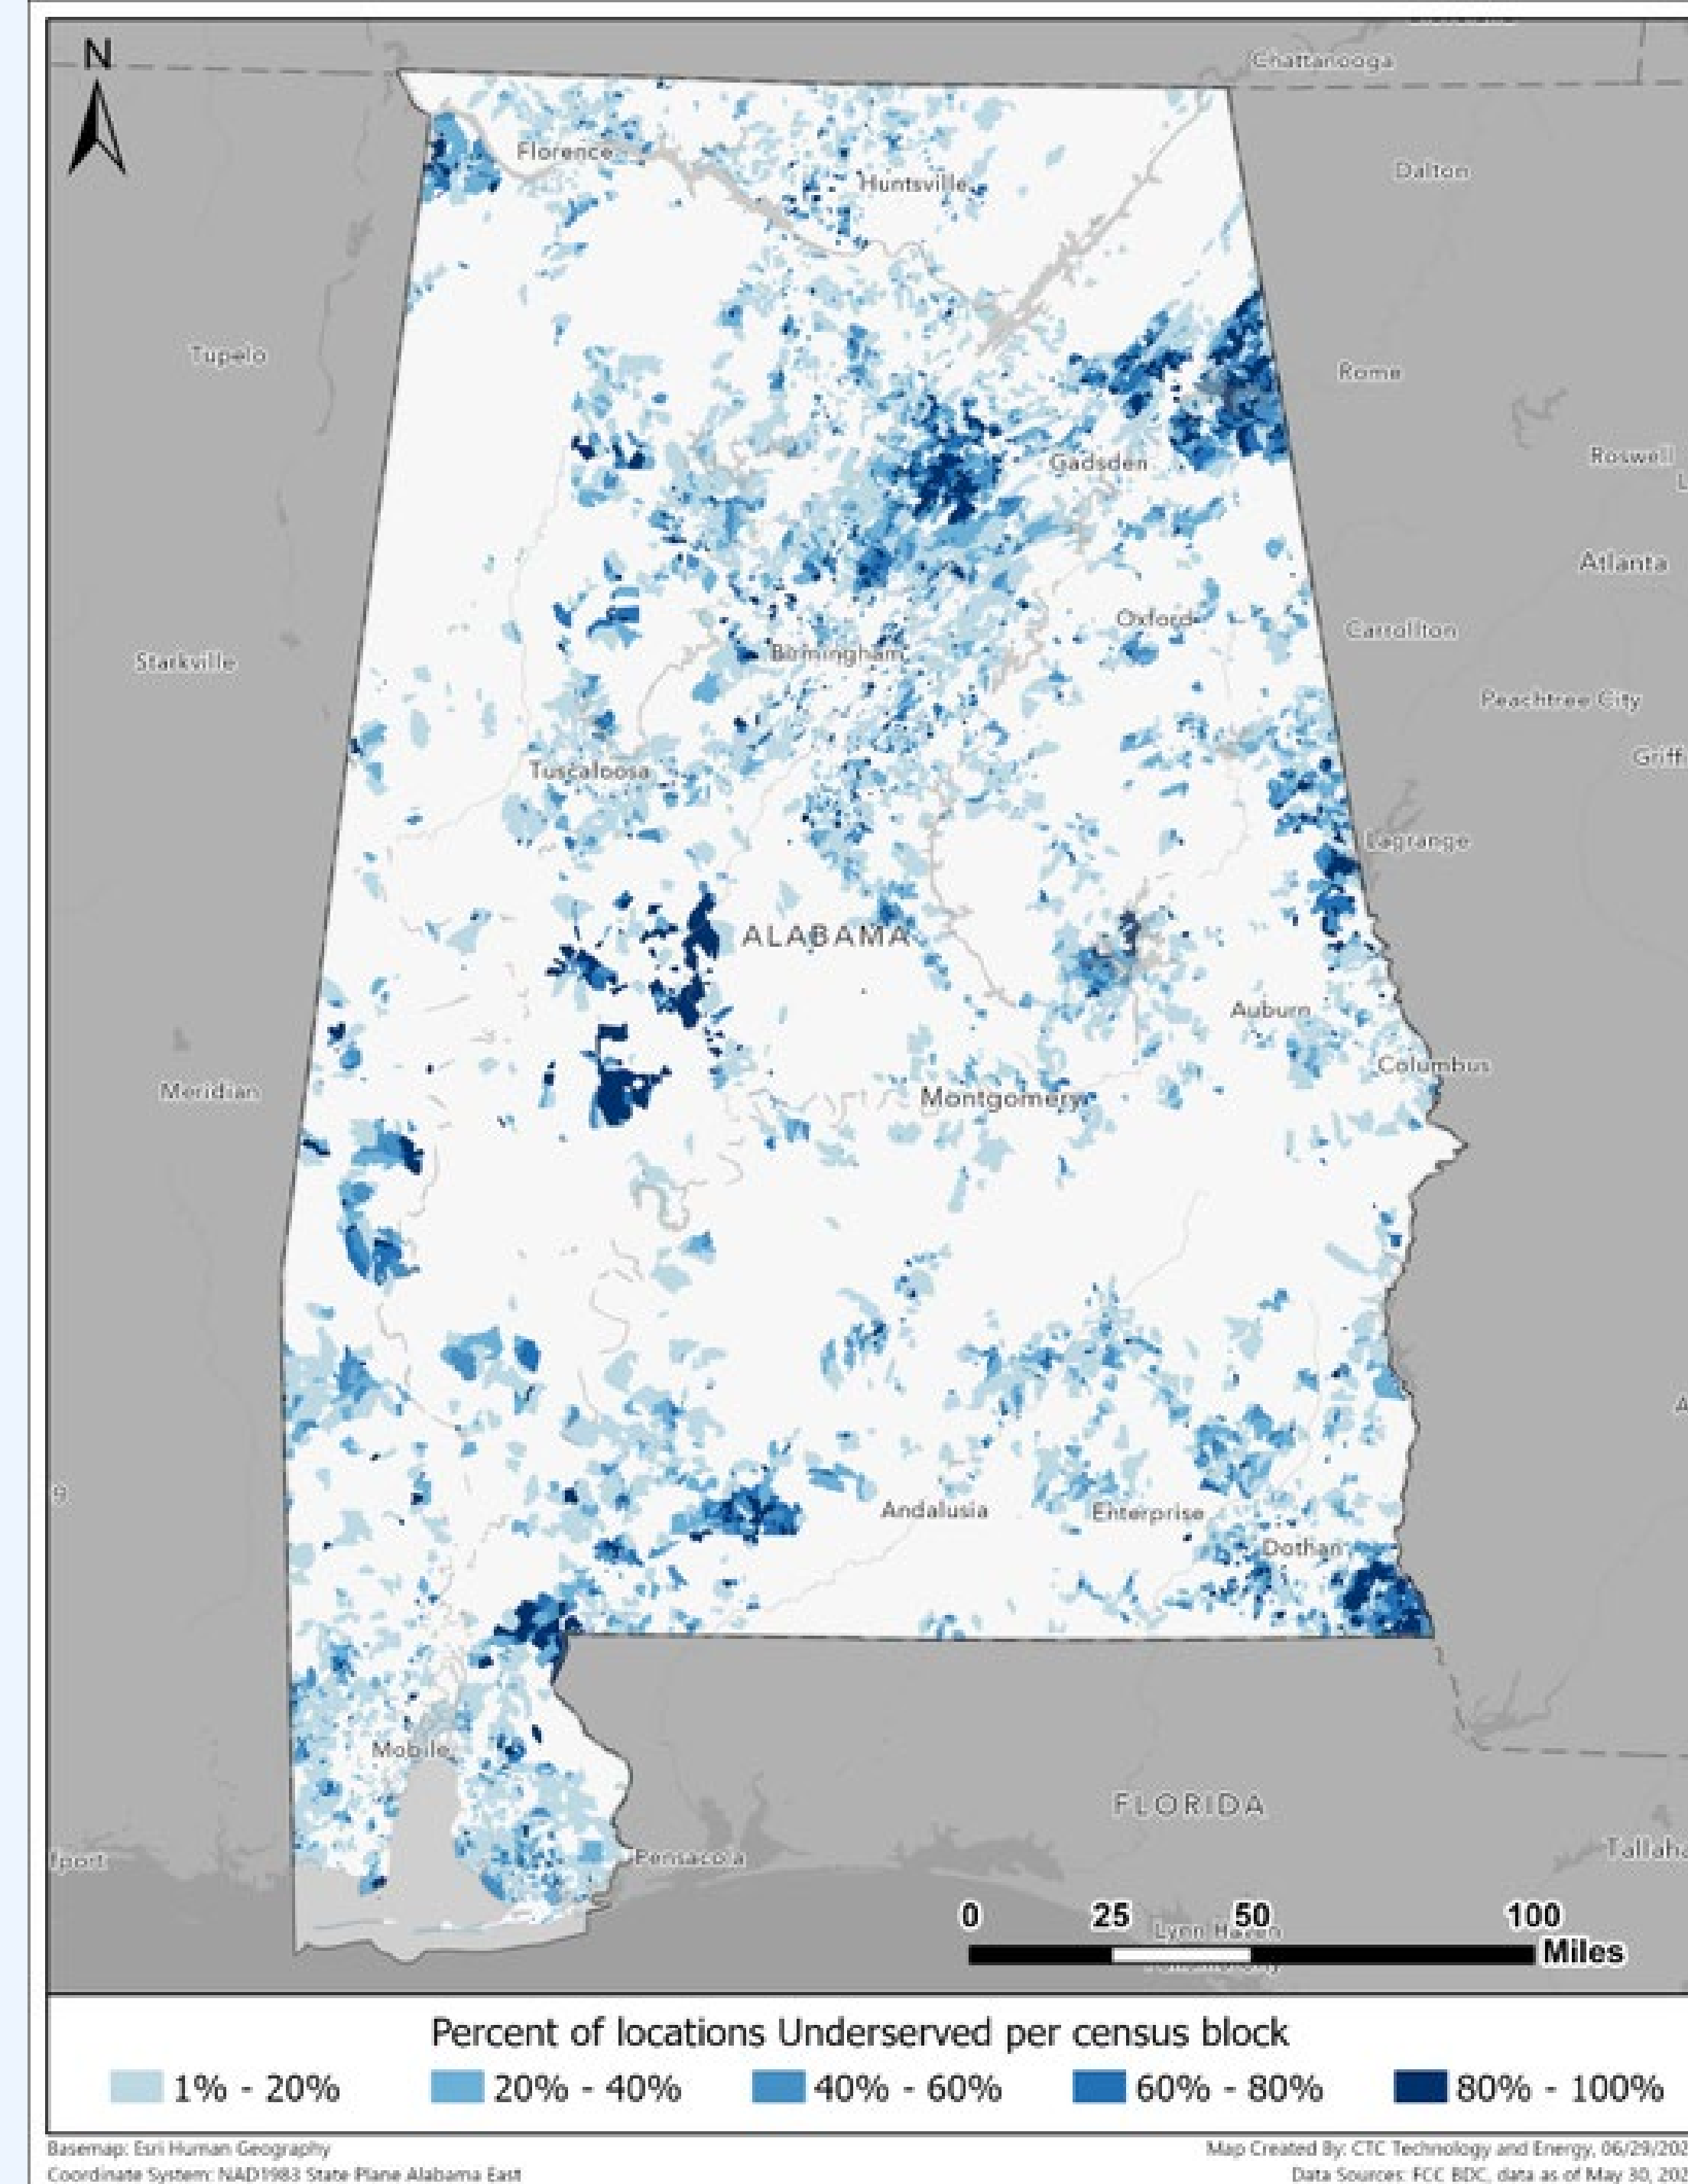 N
Chattanooga
Florence
Dalton
Huntsville
Tupelo
Rome
Roswell
Gadsden
Atlanta
Oxford
Carrollton
Starkville
Birmingham
Peachtree City
Griff
Tuscaloosa
Lagrange
ALABAMA
Auburn
Columbus
Meridian
Montgomery
Andalusia
Enterprise
Dothan
Mobile
FLORIDA
Pensacola
fport
Tallaha
0 25 50 100
Lynn Haven
Miles
Percent of locations Underserved per census block
1% - 20% 20% - 40% 40% - 60% 60% - 80% 80% - 100%
Basemap: Esri Human Geography
Map Created By: CTC Technology and Energy, 06/29/202
Coordinate System: NAD1983 State Plane Alabama East
Data Sources: FCC BDC, data as of May 30, 202